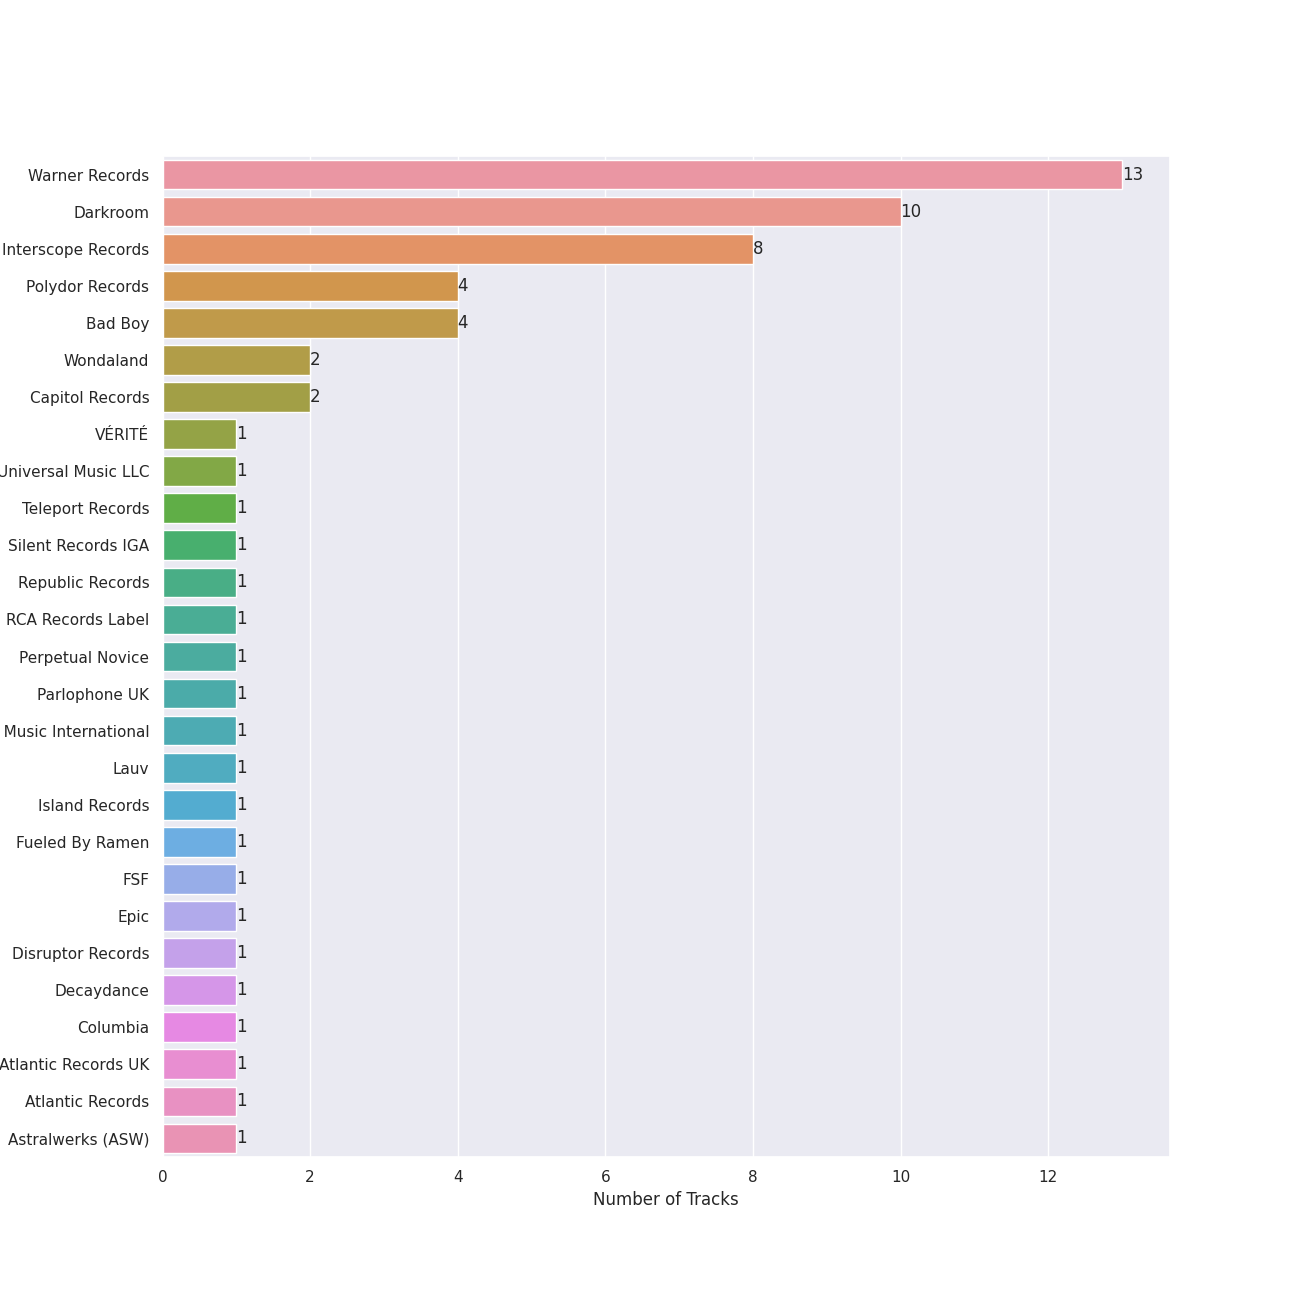 Warner Records 13
Darkroom 10
Interscope Records 8
Polydor Records 4
Bad Boy 4
Wondaland 2
Capitol Records 2
VÉRITÉ 1
Universal Music LLC 1
Teleport Records 1
Silent Records IGA 1
Republic Records 1
RCA Records Label 1
Perpetual Novice 1
Parlophone UK 1
Music International 1
Lauv 1
Island Records 1
Fueled By Ramen 1
FSF 1
Epic 1
Disruptor Records 1
Decaydance 1
Columbia 1
Atlantic Records UK 1
Atlantic Records 1
Astralwerks (ASW) 1
0 2 4 6 8 10 12
Number of Tracks